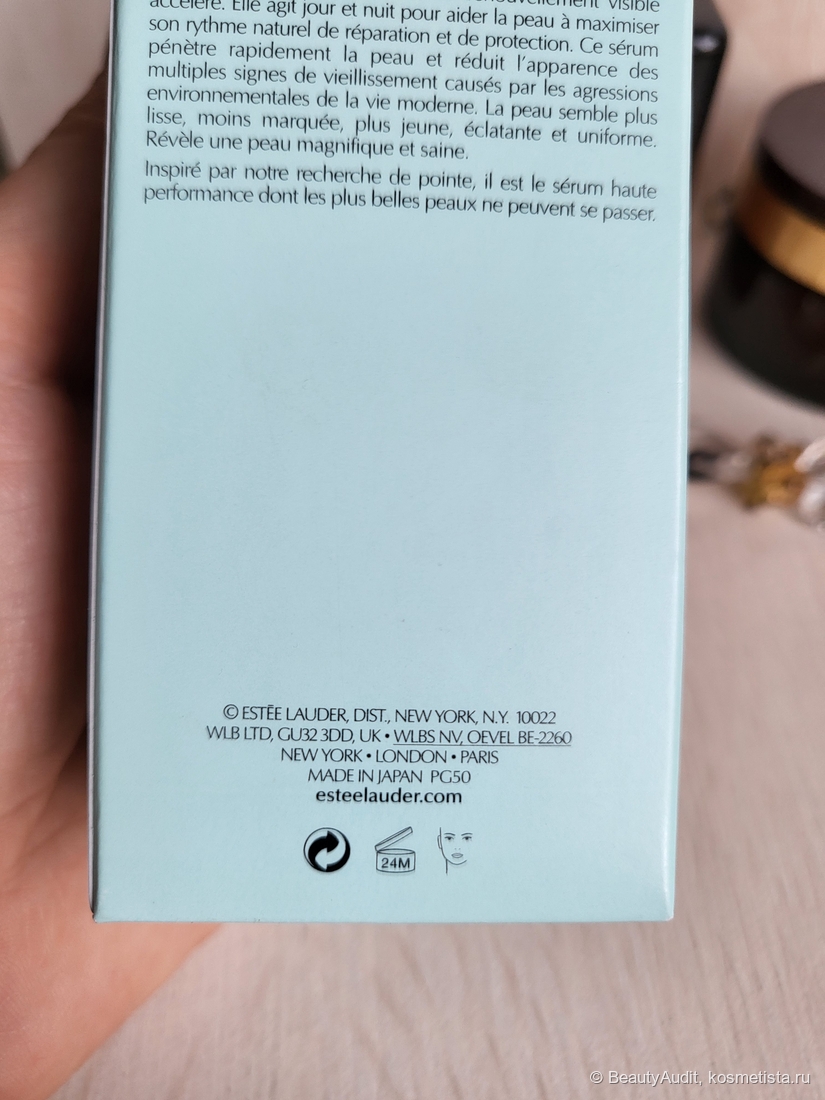 accéléré. Elle agit jour et nuit pour aider la peau à maximiser
son rythme naturel de réparation et de protection. Ce sérum
pénètre rapidement la peau et réduit l'apparence des
multiples signes de vieillissement causés par les agressions
environnementales de la vie moderne. La peau semble plus
lisse, moins marquée, plus jeune, éclatante et uniforme.
Révèle une peau magnifique et saine.
Inspiré par notre recherche de pointe, il est le sérum haute
performance dont les plus belles peaux ne peuvent se passer.
© ESTĒE LAUDER, DIST., NEW YORK, N.Y. 10022
WLB LTD, GU32 3DD, UK • WLBS NV, OEVEL BE-2260
NEW YORK • LONDON • PARIS
MADE IN JAPAN PG50
esteelauder.com
24M
© BeautyAudit, kosmetista.ru